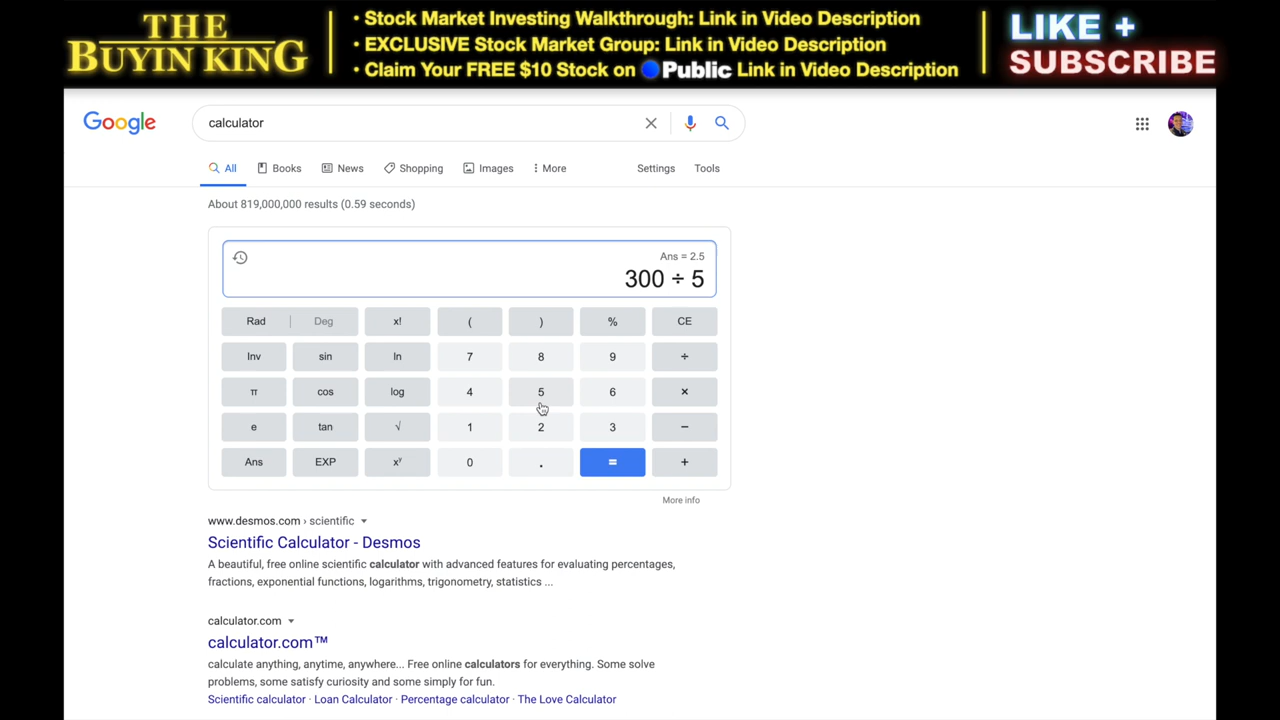 THE
BUYIN KING
• Stock Market Investing Walkthrough: Link in Video Description
• EXCLUSIVE Stock Market Group: Link in Video Description
• Claim Your FREE $10 Stock on Public Link in Video Description
LIKE +
SUBSCRIBE
Google
calculator
All Books News Shopping Images More Settings Tools
About 819,000,000 results (0.59 seconds)
Ans = 2.5
300 ÷ 5
Rad Deg x! ( ) % CE
Inv sin ln 7 8 9 ÷
π cos log 4 5 6 ×
e tan √ 1 2 3 −
Ans EXP xʸ 0 . = +
More info
www.desmos.com › scientific
Scientific Calculator - Desmos
A beautiful, free online scientific calculator with advanced features for evaluating percentages,
fractions, exponential functions, logarithms, trigonometry, statistics ...
calculator.com
calculator.com™
calculate anything, anytime, anywhere... Free online calculators for everything. Some solve
problems, some satisfy curiosity and some simply for fun.
Scientific calculator · Loan Calculator · Percentage calculator · The Love Calculator